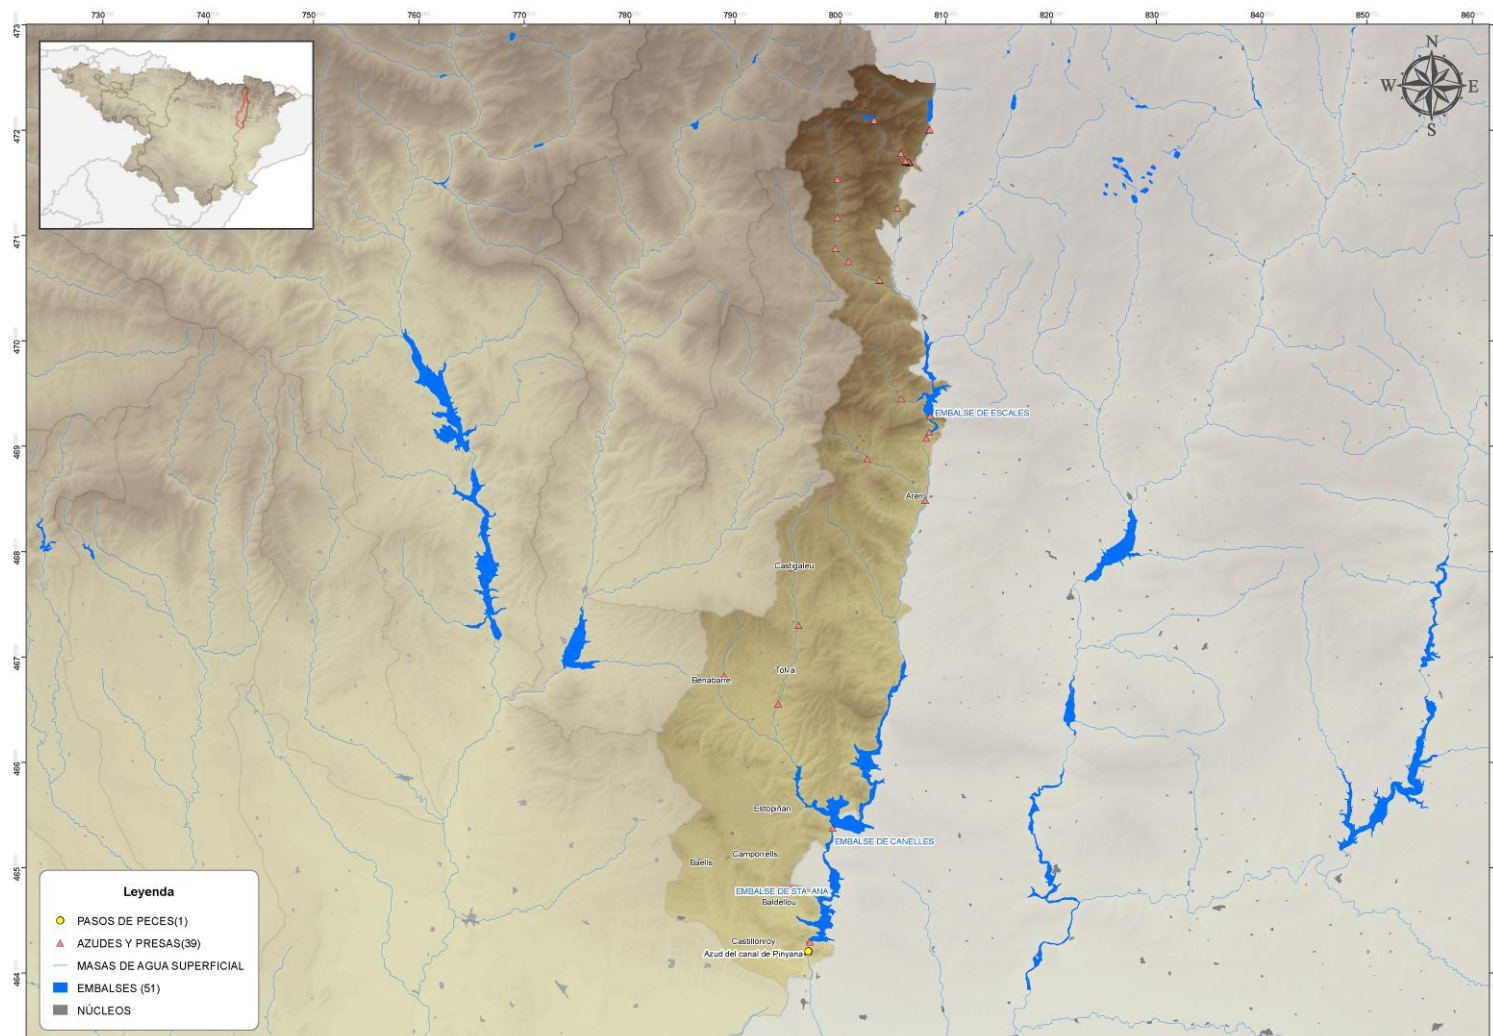 730 740 750 760 770 780 790 800 810 820 830 840 850 860
473
472
471
470
469
468
467
466
465
464
N
W E
S
EMBALSE DE ESCALES
Aren
Castigaleu
Tolva
Benabarre
Estopiñán
EMBALSE DE CANELLES
Camporrells
Baells
EMBALSE DE STA. ANA
Baldellou
Castillonroy
Azud del canal de Pinyana
Leyenda
PASOS DE PECES(1)
AZUDES Y PRESAS(39)
MASAS DE AGUA SUPERFICIAL
EMBALSES (51)
NÚCLEOS